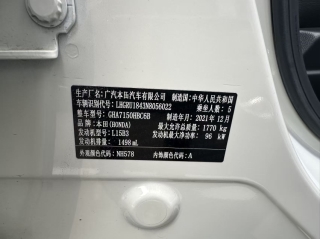 生产厂名：广汽本田汽车有限公司 制造国：中华人民共和国
车辆识别代号：LHGRU1843N8056022 乘坐人数：5
整车型号：GHA7150HBC6B 制造年月：2021年12月
品牌：本田(HONDA) 最大允许总质量：1770 kg
发动机型号：L15B3 发动机最大净功率：96 kW
发动机排量：1498 mL
外观颜色代码：NH578 内饰颜色代码：A